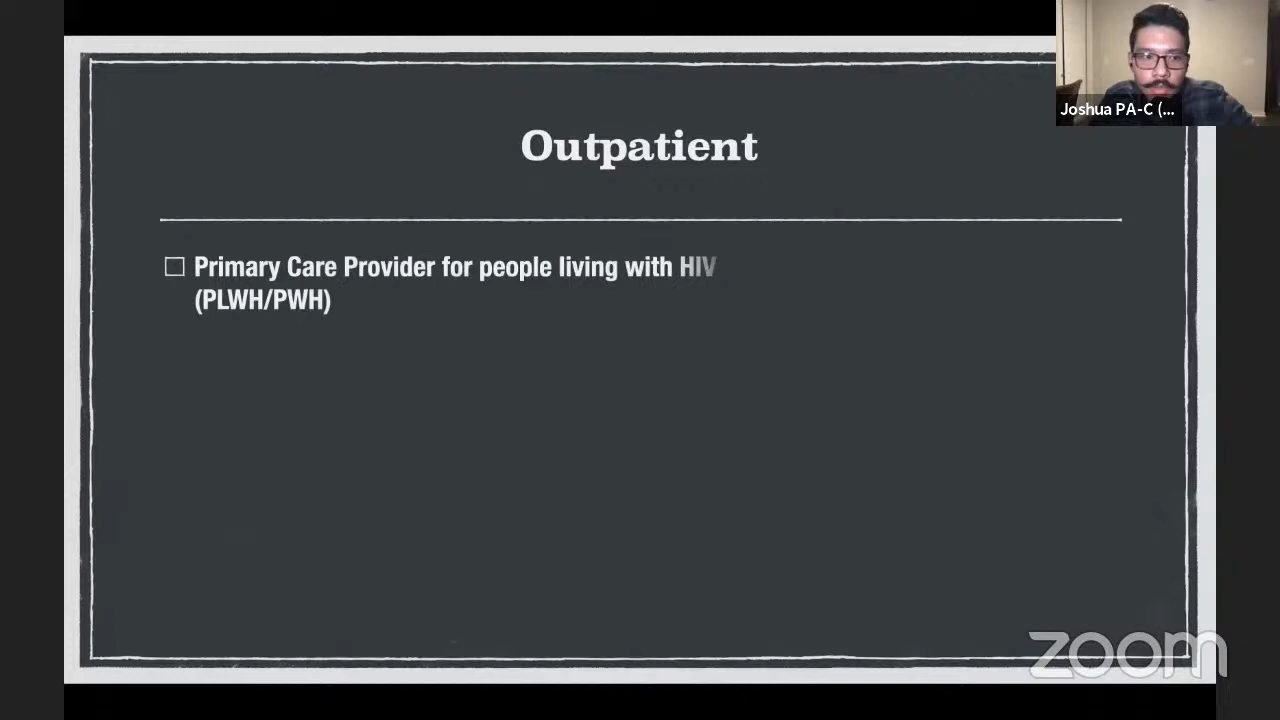 Outpatient
Joshua PA-C (...
☐ Primary Care Provider for people living with HIV
(PLWH/PWH)
zoom